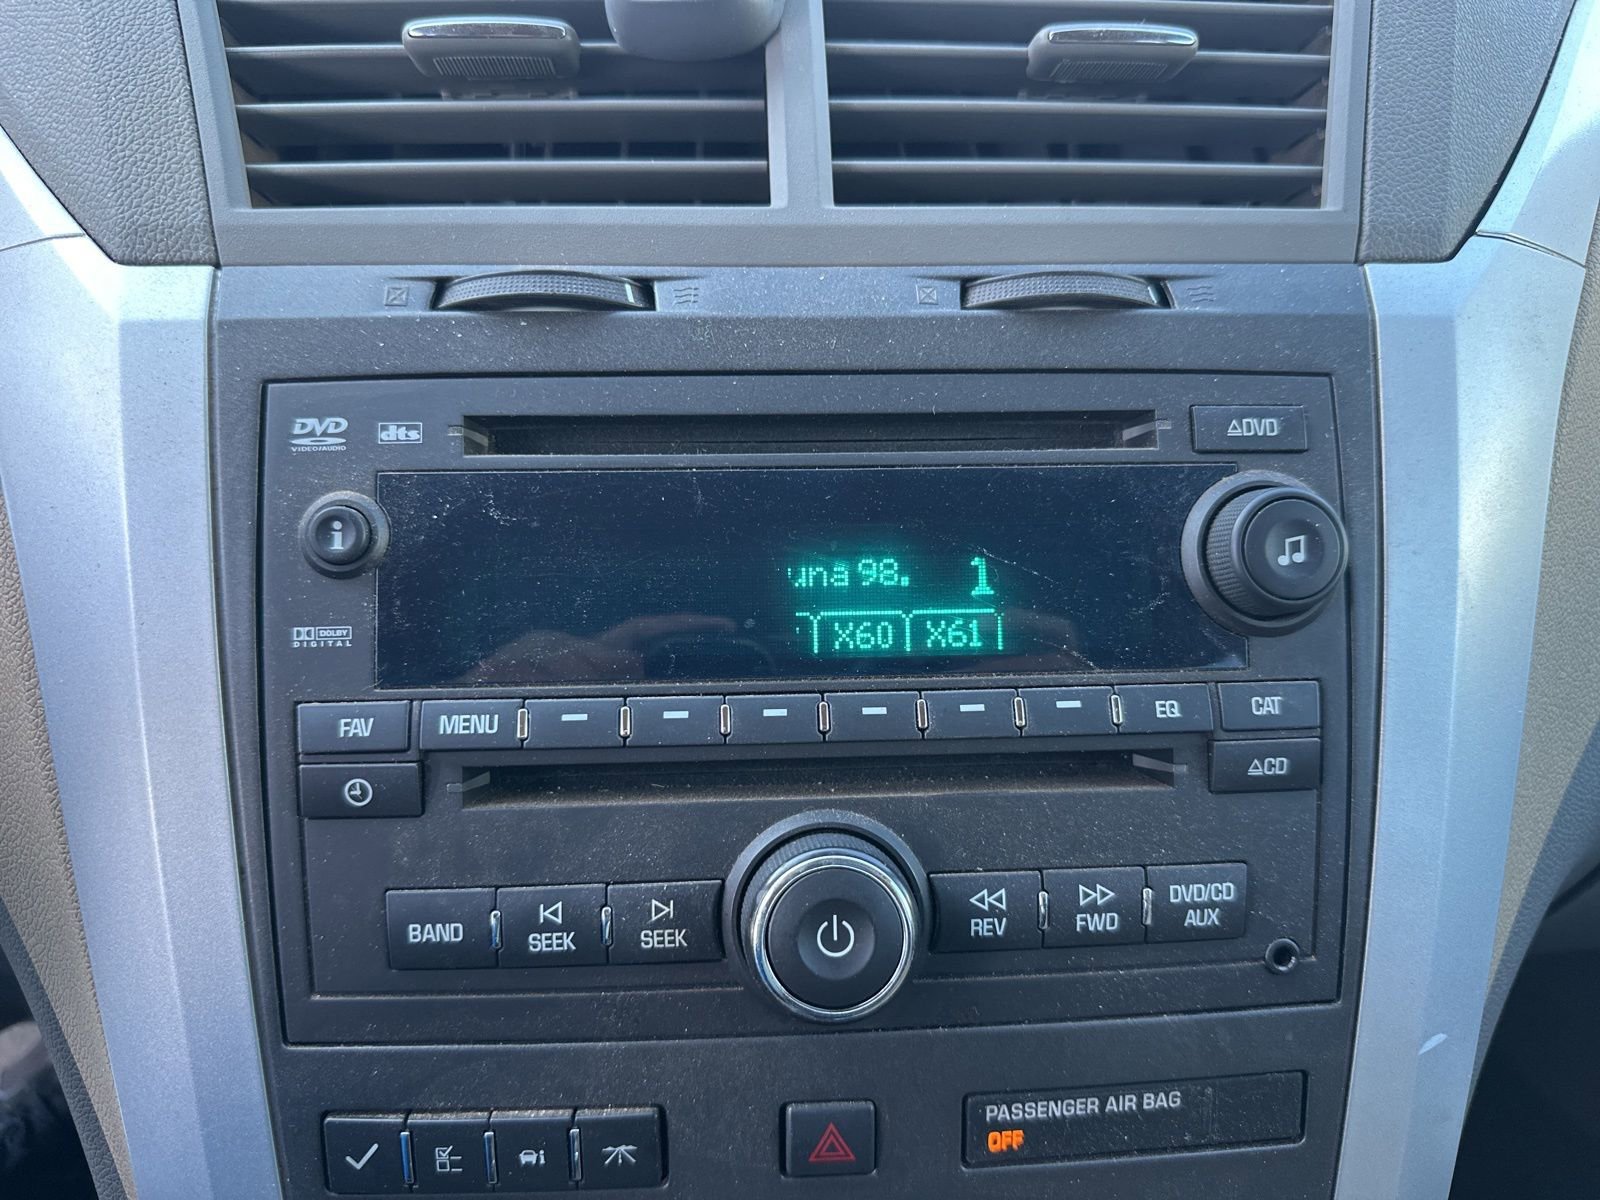 DVD
VIDEO/AUDIO
dts
DVD
i
una 98. 1
X60 X61
DOLBY
DIGITAL
FAV
MENU
EQ
CAT
CD
BAND
SEEK
SEEK
REV
FWD
DVD/CD
AUX
PASSENGER AIR BAG
OFF